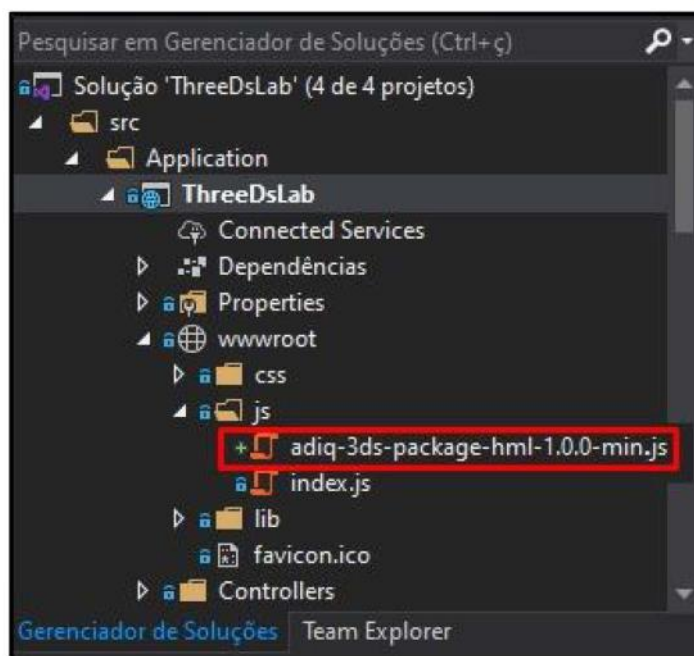 Pesquisar em Gerenciador de Soluções (Ctrl+ç)
Solução 'ThreeDsLab' (4 de 4 projetos)
src
Application
ThreeDsLab
Connected Services
Dependências
Properties
wwwroot
css
js
adiq-3ds-package-hml-1.0.0-min.js
index.js
lib
favicon.ico
Controllers
Gerenciador de Soluções Team Explorer